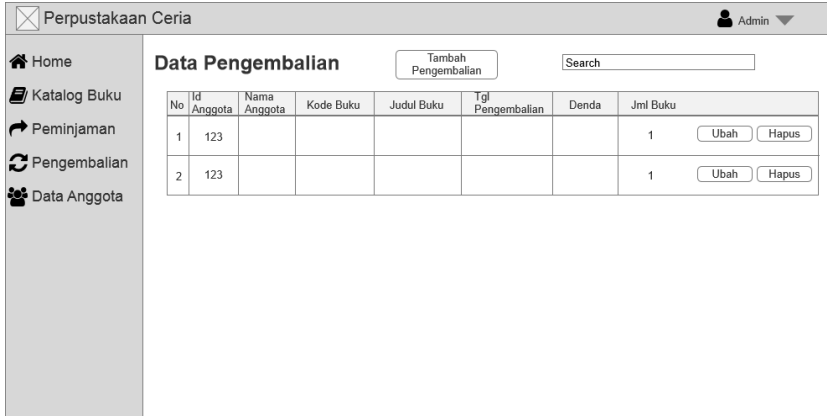 Perpustakaan Ceria
Admin
Home
Katalog Buku
Peminjaman
Pengembalian
Data Anggota
Data Pengembalian
Tambah
Pengembalian
Search
No
Id
Anggota
Nama
Anggota
Kode Buku
Judul Buku
Tgl
Pengembalian
Denda
Jml Buku
1 123 1 Ubah Hapus
2 123 1 Ubah Hapus